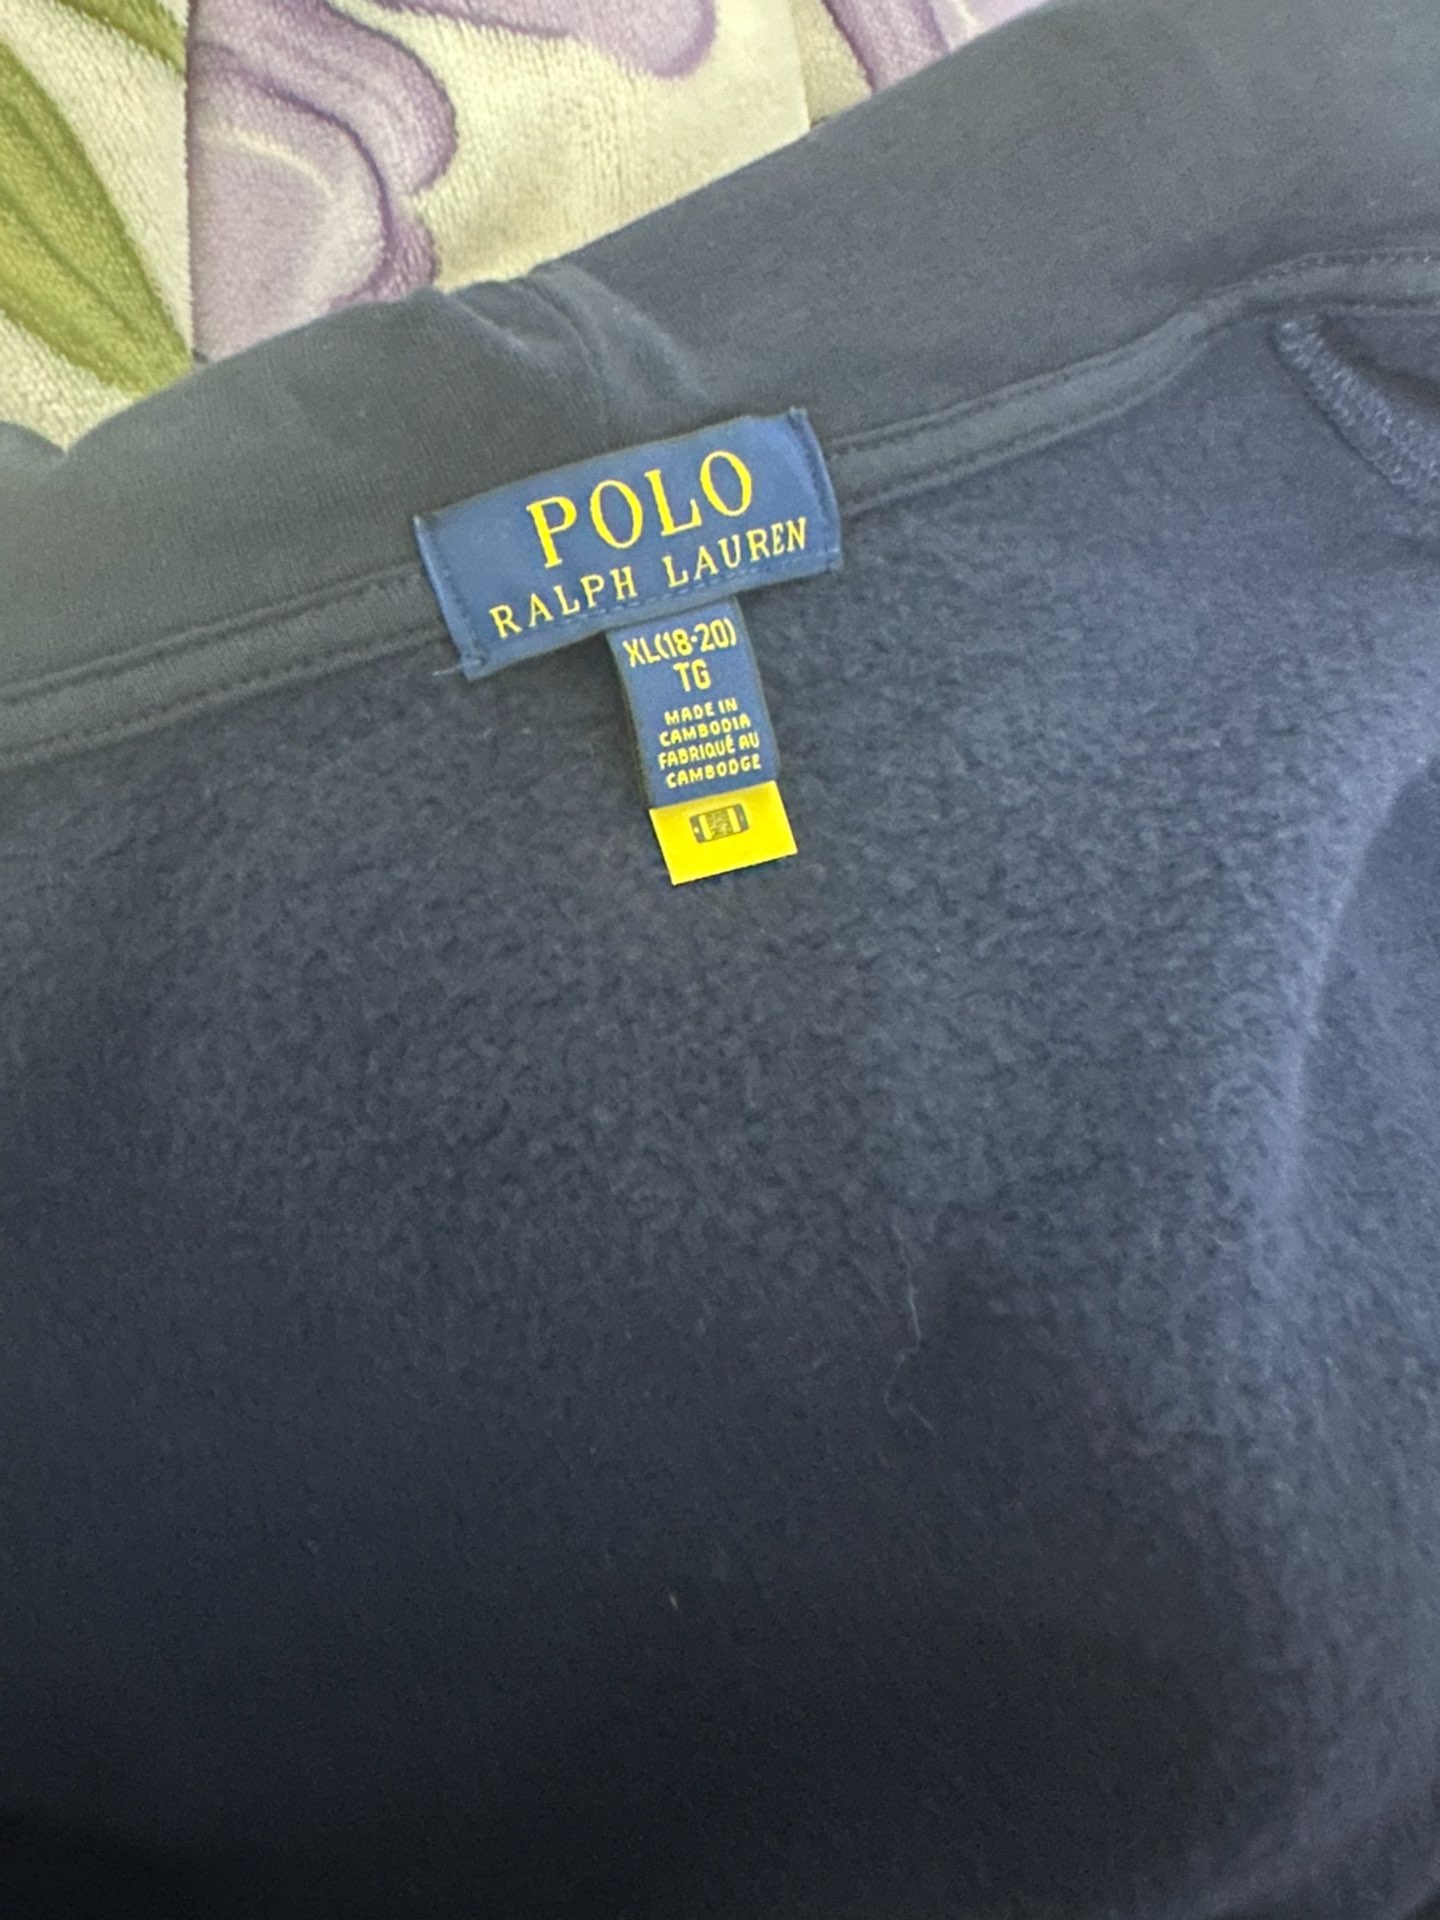 POLO
RALPH LAUREN
XL(18-20)
TG
MADE IN
CAMBODIA
FABRIQUÉ AU
CAMBODGE